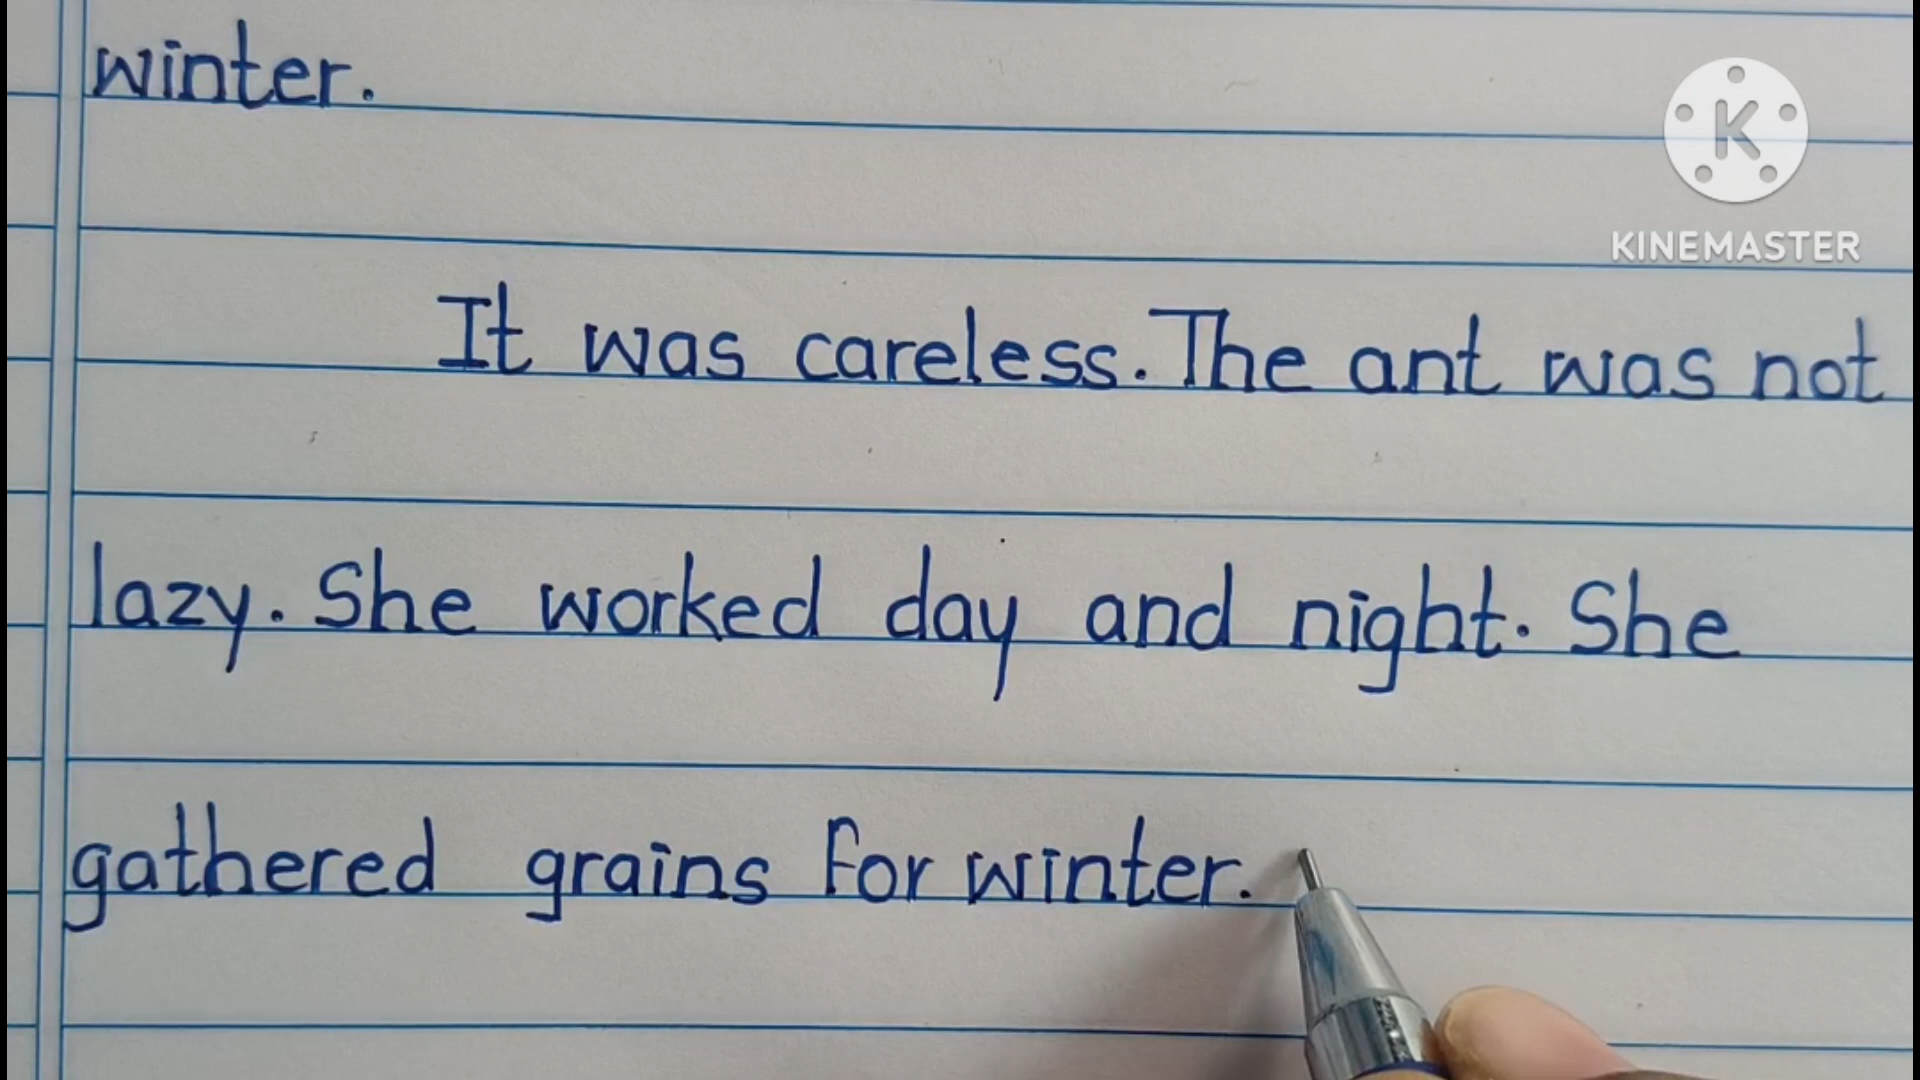 winter.
K
KINEMASTER
It was careless. The ant was not
lazy. She worked day and night. She
gathered grains for winter.